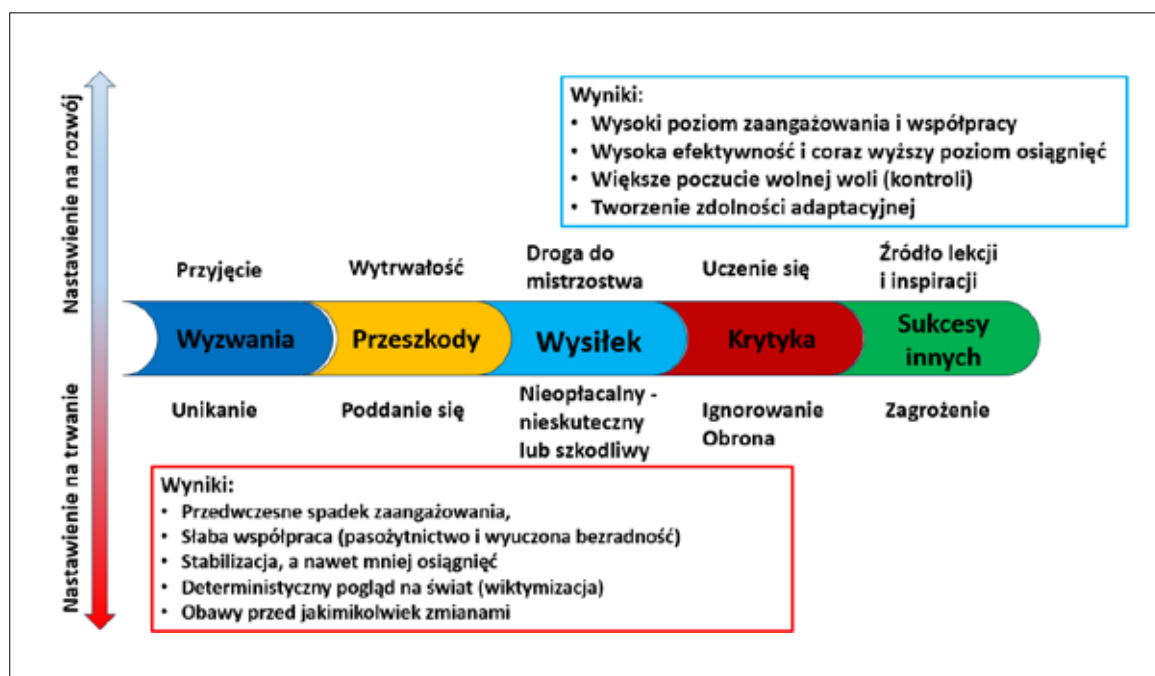 Nastawienie na rozwój
Nastawienie na trwanie
Wyniki:
• Wysoki poziom zaangażowania i współpracy
• Wysoka efektywność i coraz wyższy poziom osiągnięć
• Większe poczucie wolnej woli (kontroli)
• Tworzenie zdolności adaptacyjnej
Przyjęcie
Wytrwałość
Droga do
mistrzostwa
Uczenie się
Źródło lekcji
i inspiracji
Wyzwania
Przeszkody
Wysiłek
Krytyka
Sukcesy
innych
Unikanie
Poddanie się
Nieopłacalny -
nieskuteczny
lub szkodliwy
Ignorowanie
Obrona
Zagrożenie
Wyniki:
• Przedwczesne spadek zaangażowania,
• Słaba współpraca (pasożytnictwo i wyuczona bezradność)
• Stabilizacja, a nawet mniej osiągnięć
• Deterministyczny pogląd na świat (wiktymizacja)
• Obawy przed jakimikolwiek zmianami